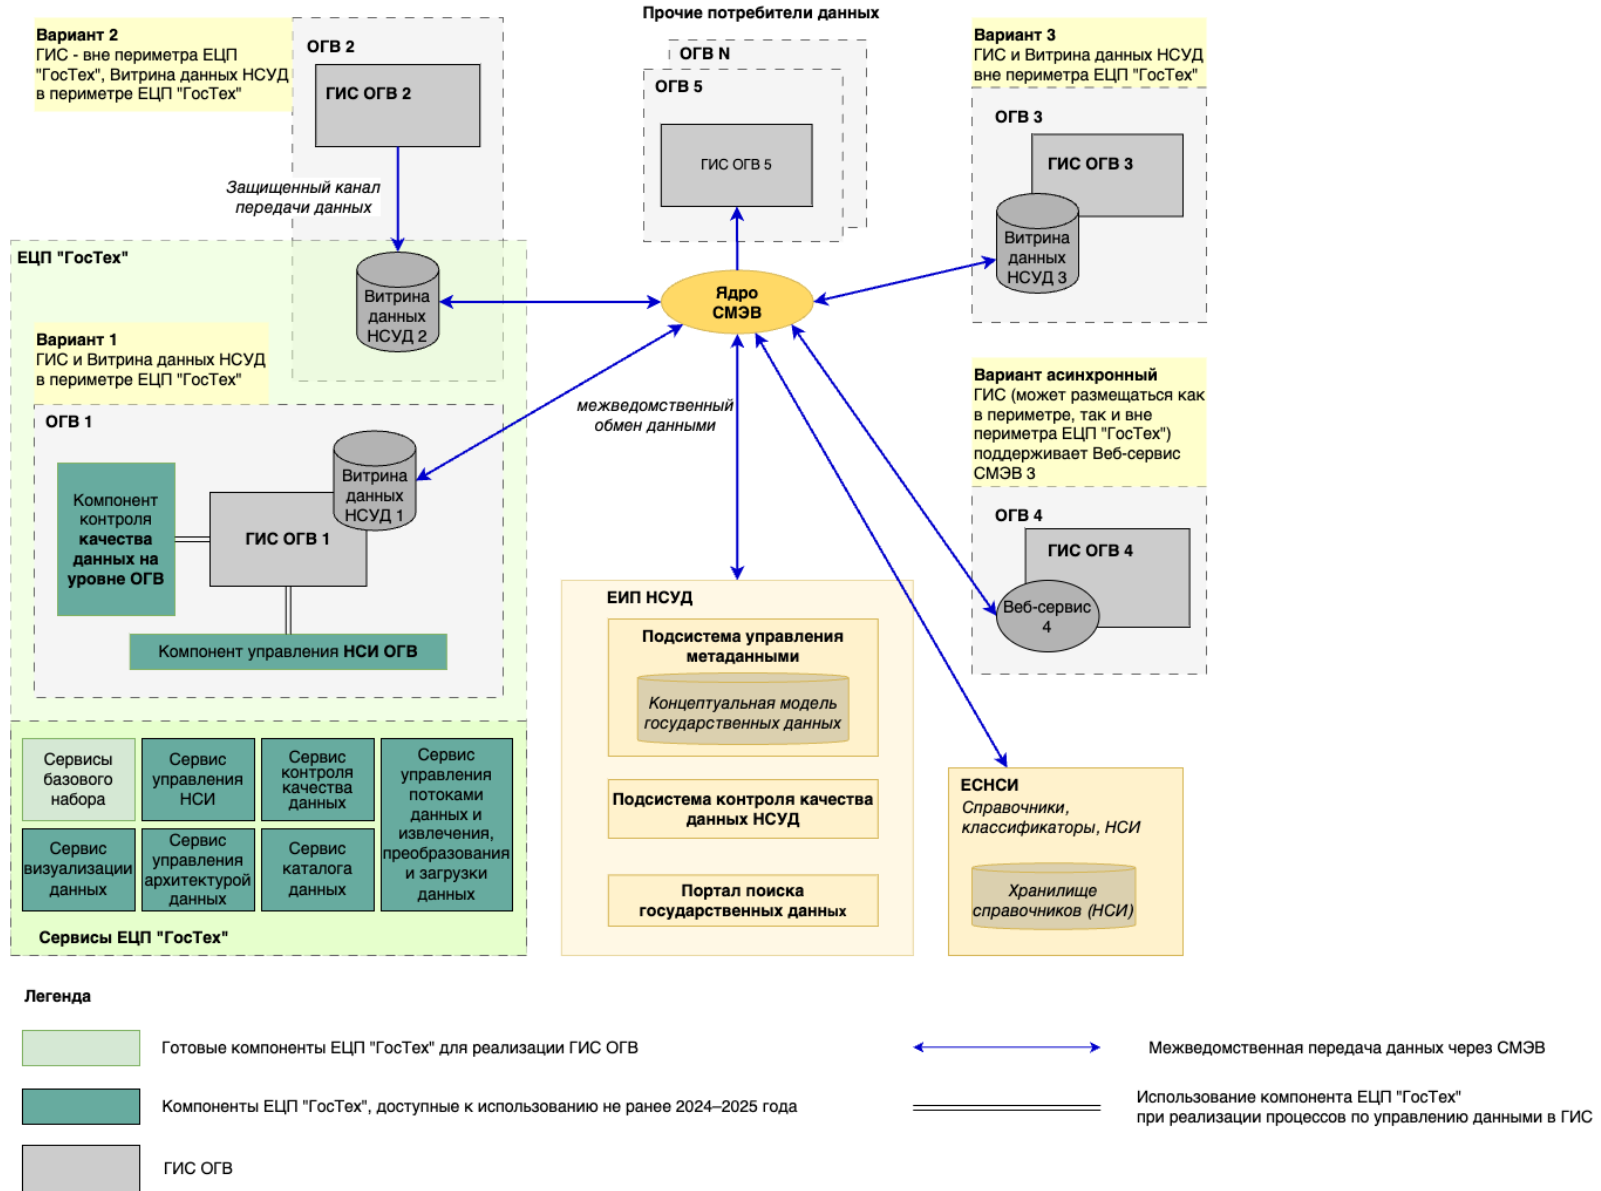 Прочие потребители данных
Вариант 2
ГИС - вне периметра ЕЦП
"ГосТех", Витрина данных НСУД
в периметре ЕЦП "ГосТех"
ОГВ 2
ГИС ОГВ 2
Защищенный канал
передачи данных
ОГВ N
ОГВ 5
ГИС ОГВ 5
Вариант 3
ГИС и Витрина данных НСУД
вне периметра ЕЦП "ГосТех"
ОГВ 3
ГИС ОГВ 3
Витрина
данных
НСУД 3
ЕЦП "ГосТех"
Витрина
данных
НСУД 2
Ядро
СМЭВ
Вариант 1
ГИС и Витрина данных НСУД
в периметре ЕЦП "ГосТех"
ОГВ 1
Витрина
данных
НСУД 1
ГИС ОГВ 1
Компонент
контроля
качества
данных на
уровне ОГВ
Компонент управления НСИ ОГВ
межведомственный
обмен данными
Вариант асинхронный
ГИС (может размещаться как
в периметре, так и вне
периметра ЕЦП "ГосТех")
поддерживает Веб-сервис
СМЭВ 3
ОГВ 4
ГИС ОГВ 4
Веб-сервис
4
ЕИП НСУД
Подсистема управления
метаданными
Концептуальная модель
государственных данных
Подсистема контроля качества
данных НСУД
Портал поиска
государственных данных
ЕСНСИ
Справочники,
классификаторы, НСИ
Хранилище
справочников (НСИ)
Сервисы
базового
набора
Сервис
управления
НСИ
Сервис
контроля
качества
данных
Сервис
управления
потоками
данных и
извлечения,
преобразования
и загрузки
данных
Сервис
визуализации
данных
Сервис
управления
архитектурой
данных
Сервис
каталога
данных
Сервисы ЕЦП "ГосТех"
Легенда
Готовые компоненты ЕЦП "ГосТех" для реализации ГИС ОГВ
Компоненты ЕЦП "ГосТех", доступные к использованию не ранее 2024–2025 года
ГИС ОГВ
Межведомственная передача данных через СМЭВ
Использование компонента ЕЦП "ГосТех"
при реализации процессов по управлению данными в ГИС